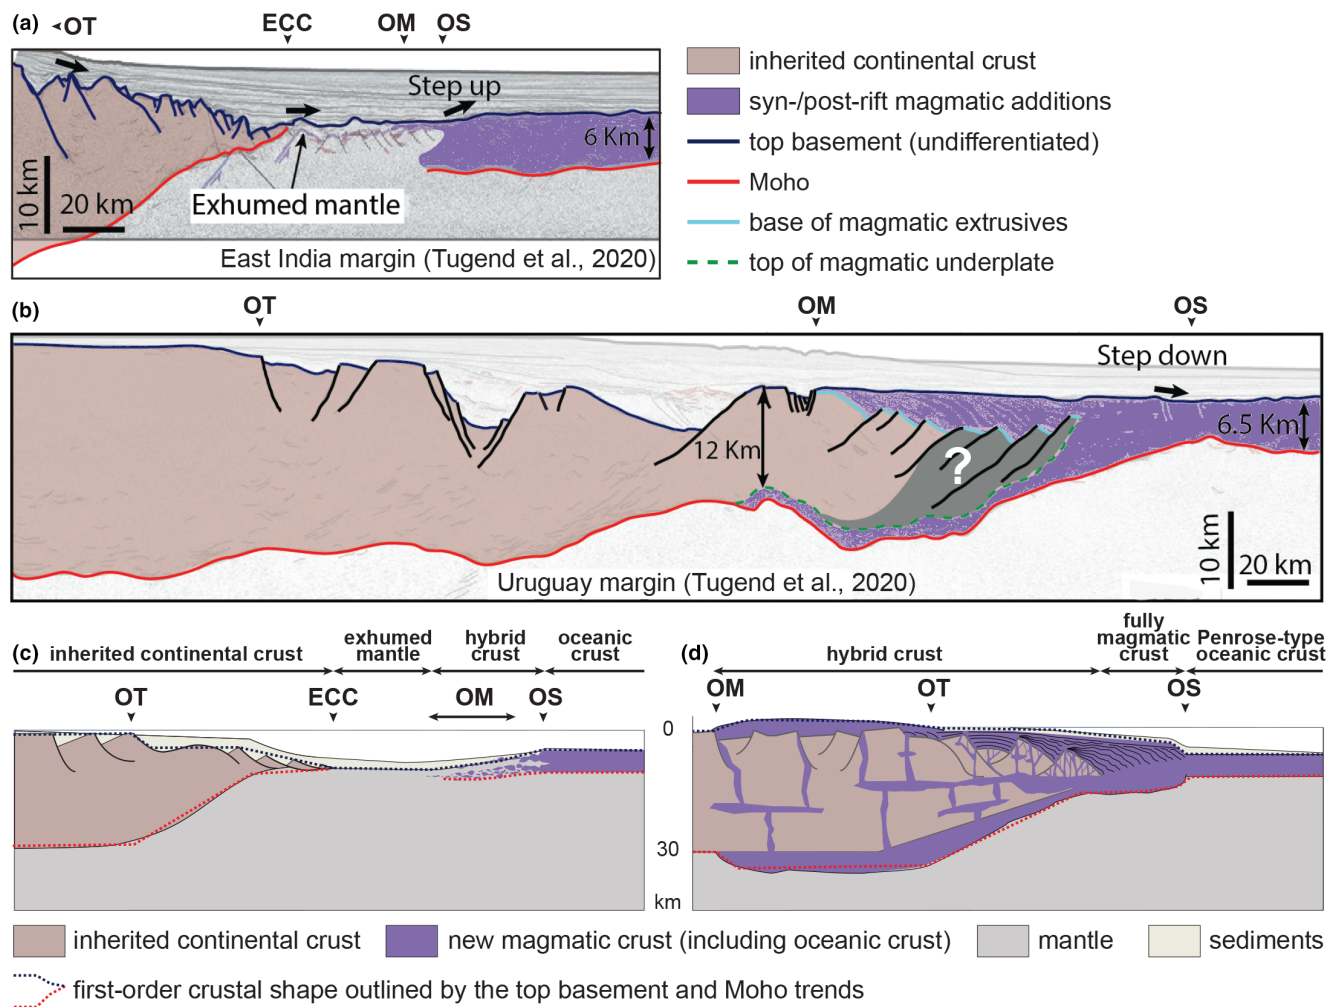 (a)
OT
ECC
OM
OS
Step up
6 Km
10 km
20 km
Exhumed mantle
East India margin (Tugend et al., 2020)
inherited continental crust
syn-/post-rift magmatic additions
top basement (undifferentiated)
Moho
base of magmatic extrusives
top of magmatic underplate
(b)
OT
OM
OS
Step down
12 Km
?
6.5 Km
10 km
20 km
Uruguay margin (Tugend et al., 2020)
(c)
inherited continental crust
exhumed
mantle
hybrid
crust
oceanic
crust
OT
ECC
OM
OS
(d)
hybrid crust
fully
magmatic
crust
Penrose-type
oceanic crust
OM
OT
OS
0
30
km
inherited continental crust
new magmatic crust (including oceanic crust)
mantle
sediments
first-order crustal shape outlined by the top basement and Moho trends